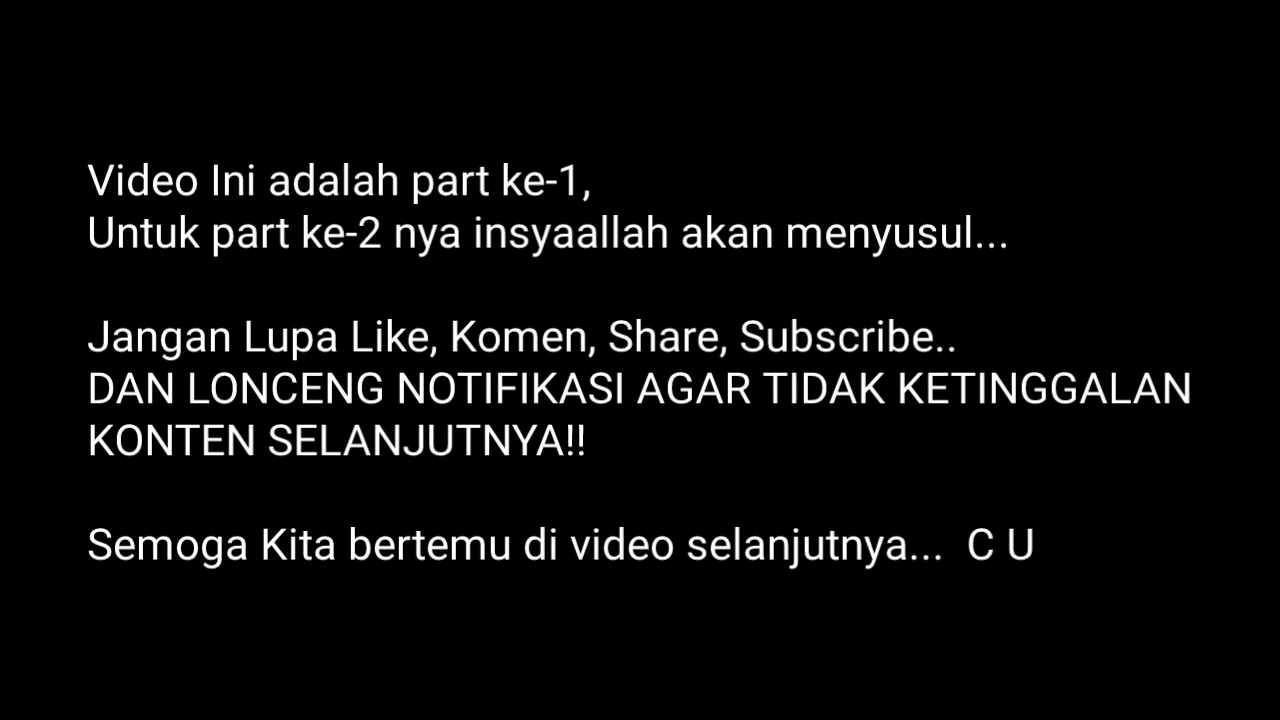 Video Ini adalah part ke-1,
Untuk part ke-2 nya insyaallah akan menyusul...
Jangan Lupa Like, Komen, Share, Subscribe..
DAN LONCENG NOTIFIKASI AGAR TIDAK KETINGGALAN
KONTEN SELANJUTNYA!!
Semoga Kita bertemu di video selanjutnya...  C U